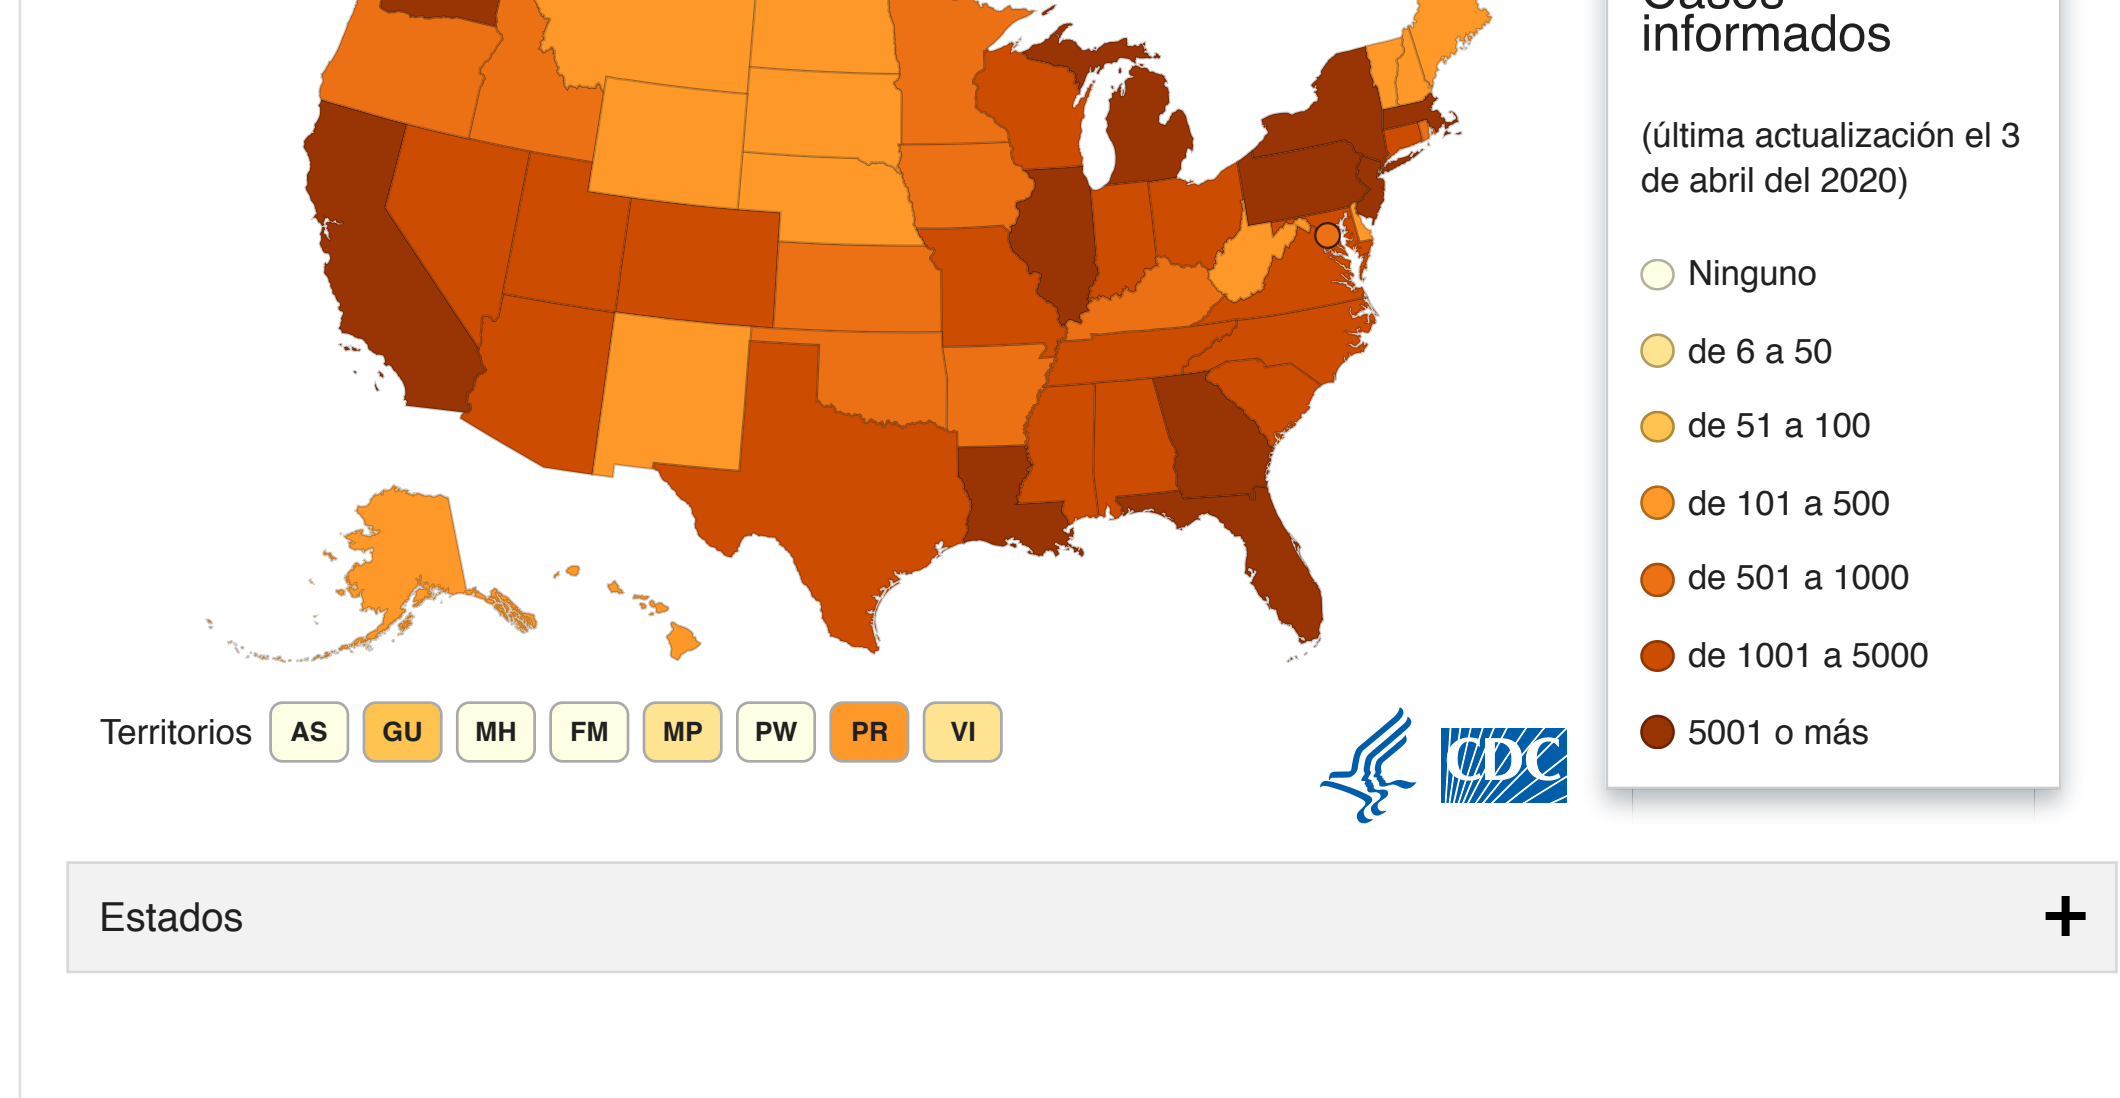 Casos
informados
(última actualización el 3
de abril del 2020)
Ninguno
de 6 a 50
de 51 a 100
de 101 a 500
de 501 a 1000
de 1001 a 5000
5001 o más
Territorios AS GU MH FM MP PW PR VI
CDC
Estados